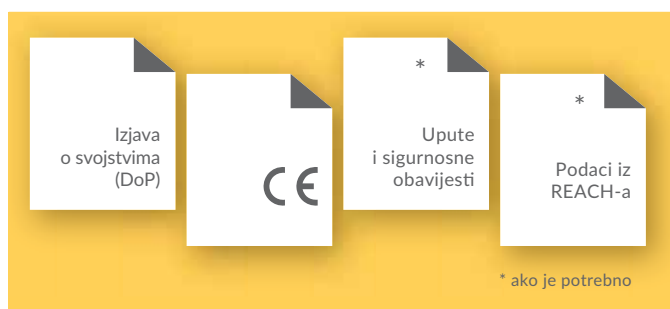 Izjava
o svojstvima
(DoP)
CE
*
Upute
i sigurnosne
obavijesti
*
Podaci iz
REACH-a
* ako je potrebno